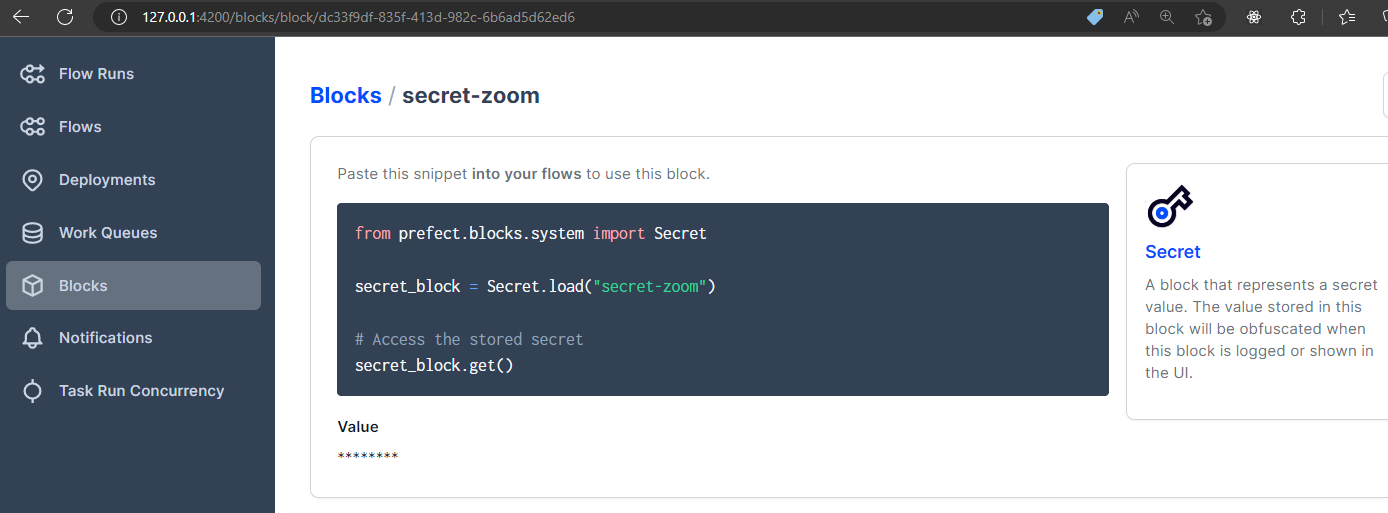 127.0.0.1:4200/blocks/block/dc33f9df-835f-413d-982c-6b6ad5d62ed6
Flow Runs
Flows
Deployments
Work Queues
Blocks
Notifications
Task Run Concurrency
Blocks / secret-zoom
Paste this snippet into your flows to use this block.
from prefect.blocks.system import Secret
secret_block = Secret.load("secret-zoom")
# Access the stored secret
secret_block.get()
Value
********
Secret
A block that represents a secret
value. The value stored in this
block will be obfuscated when
this block is logged or shown in
the UI.